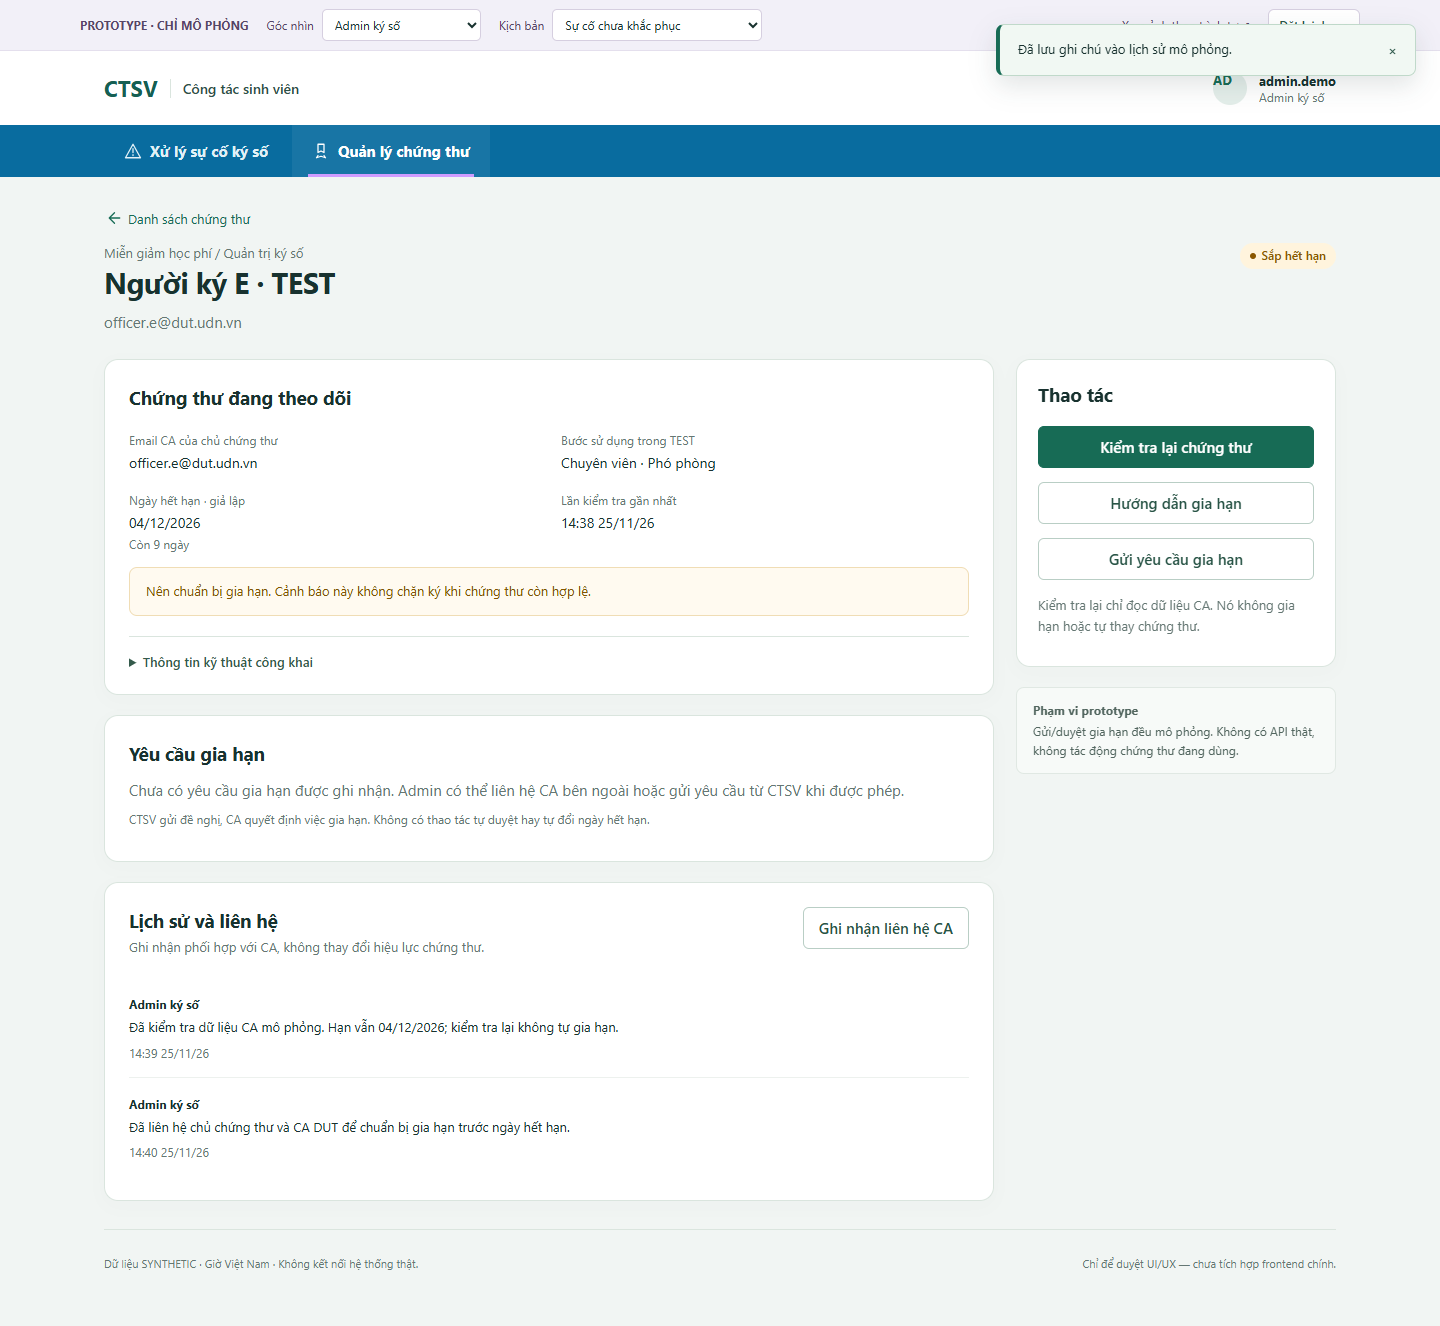 PROTOTYPE · CHỈ MÔ PHỎNG
Góc nhìn
Admin ký số
Kịch bản
Sự cố chưa khắc phục
Đã lưu ghi chú vào lịch sử mô phỏng.
×
CTSV
Công tác sinh viên
AD
admin.demo
Admin ký số
Xử lý sự cố ký số
Quản lý chứng thư
Danh sách chứng thư
Miễn giảm học phí / Quản trị ký số
Người ký E · TEST
officer.e@dut.udn.vn
Sắp hết hạn
Chứng thư đang theo dõi
Email CA của chủ chứng thư
officer.e@dut.udn.vn
Bước sử dụng trong TEST
Chuyên viên · Phó phòng
Ngày hết hạn · giả lập
04/12/2026
Còn 9 ngày
Lần kiểm tra gần nhất
14:38 25/11/26
Nên chuẩn bị gia hạn. Cảnh báo này không chặn ký khi chứng thư còn hợp lệ.
Thông tin kỹ thuật công khai
Thao tác
Kiểm tra lại chứng thư
Hướng dẫn gia hạn
Gửi yêu cầu gia hạn
Kiểm tra lại chỉ đọc dữ liệu CA. Nó không gia
hạn hoặc tự thay chứng thư.
Phạm vi prototype
Gửi/duyệt gia hạn đều mô phỏng. Không có API thật,
không tác động chứng thư đang dùng.
Yêu cầu gia hạn
Chưa có yêu cầu gia hạn được ghi nhận. Admin có thể liên hệ CA bên ngoài hoặc gửi yêu cầu từ CTSV khi được phép.
CTSV gửi đề nghị, CA quyết định việc gia hạn. Không có thao tác tự duyệt hay tự đổi ngày hết hạn.
Lịch sử và liên hệ
Ghi nhận phối hợp với CA, không thay đổi hiệu lực chứng thư.
Ghi nhận liên hệ CA
Admin ký số
Đã kiểm tra dữ liệu CA mô phỏng. Hạn vẫn 04/12/2026; kiểm tra lại không tự gia hạn.
14:39 25/11/26
Admin ký số
Đã liên hệ chủ chứng thư và CA DUT để chuẩn bị gia hạn trước ngày hết hạn.
14:40 25/11/26
Dữ liệu SYNTHETIC · Giờ Việt Nam · Không kết nối hệ thống thật.
Chỉ để duyệt UI/UX — chưa tích hợp frontend chính.